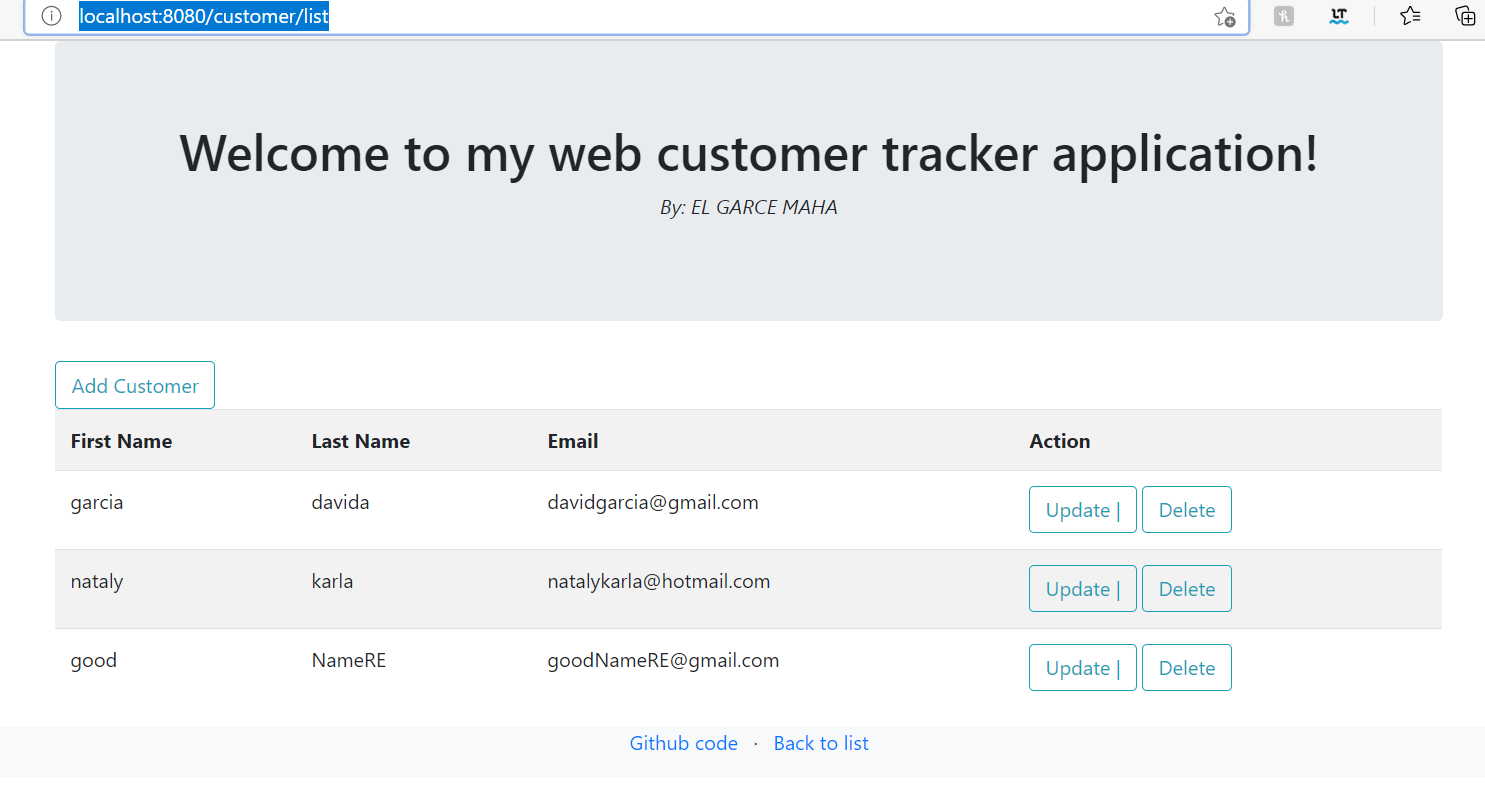 localhost:8080/customer/list
Welcome to my web customer tracker application!
By: EL GARCE MAHA
Add Customer
First Name Last Name Email Action
garcia davida davidgarcia@gmail.com Update | Delete
nataly karla natalykarla@hotmail.com Update | Delete
good NameRE goodNameRE@gmail.com Update | Delete
Github code · Back to list